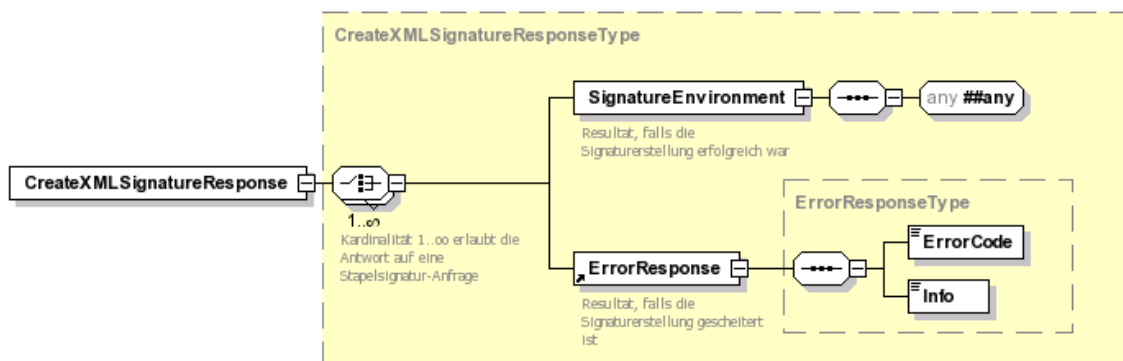 CreateXMLSignatureResponseType
SignatureEnvironment
any ##any
Resultat, falls die
Signaturerstellung erfolgreich war
CreateXMLSignatureResponse
1..∞
Kardinalität 1..oo erlaubt die
Antwort auf eine
Stapelsignatur-Anfrage
ErrorResponseType
ErrorCode
ErrorResponse
Info
Resultat, falls die
Signaturerstellung gescheitert
ist